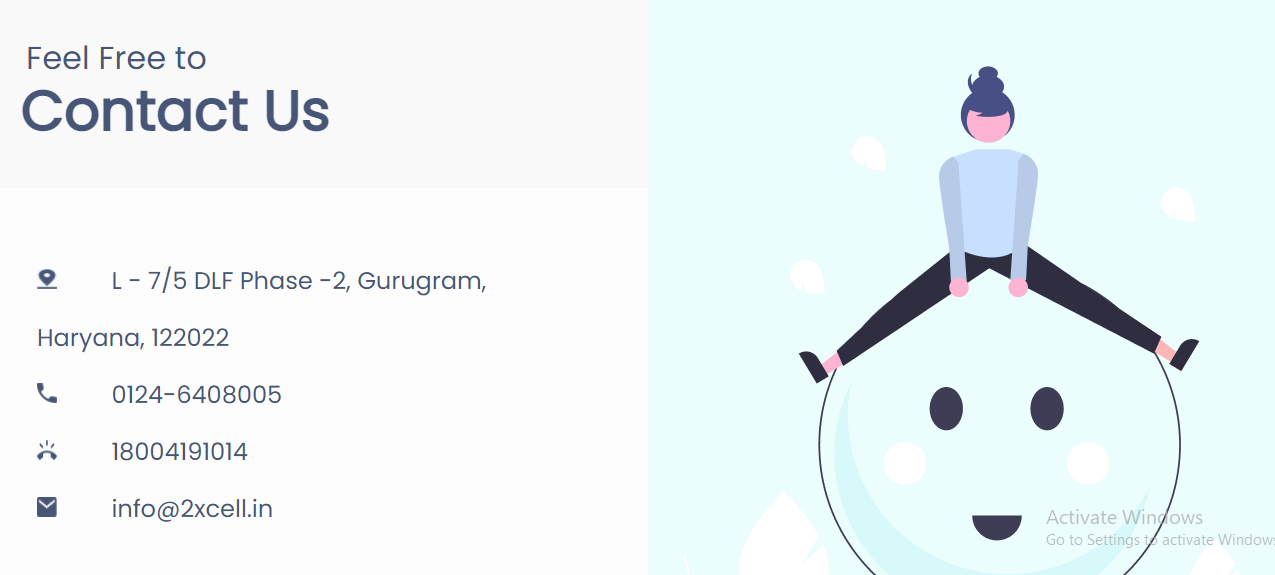 Feel Free to
Contact Us
L - 7/5 DLF Phase -2, Gurugram,
Haryana, 122022
0124-6408005
18004191014
info@2xcell.in
Activate Windows
Go to Settings to activate Windows